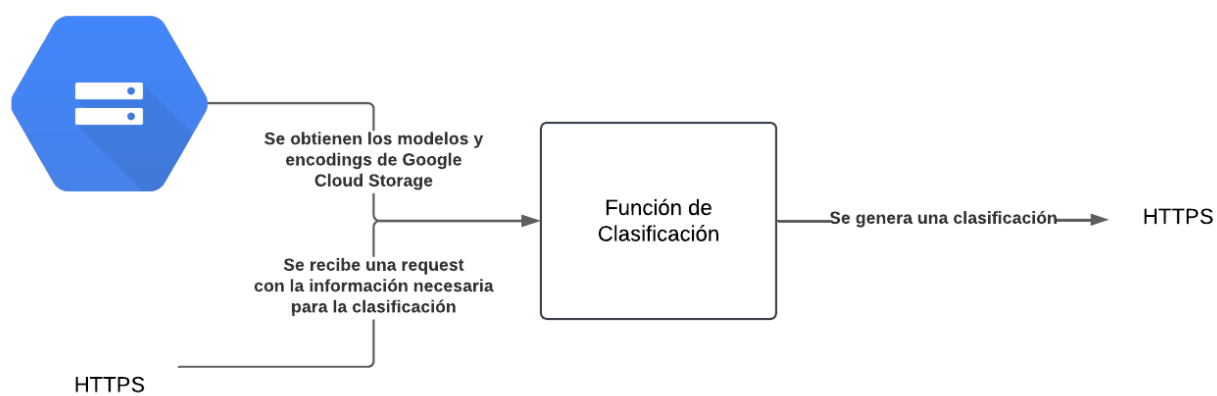 Se obtienen los modelos y
encodings de Google
Cloud Storage
Se recibe una request
con la información necesaria
para la clasificación
HTTPS
Función de
Clasificación
Se genera una clasificación
HTTPS